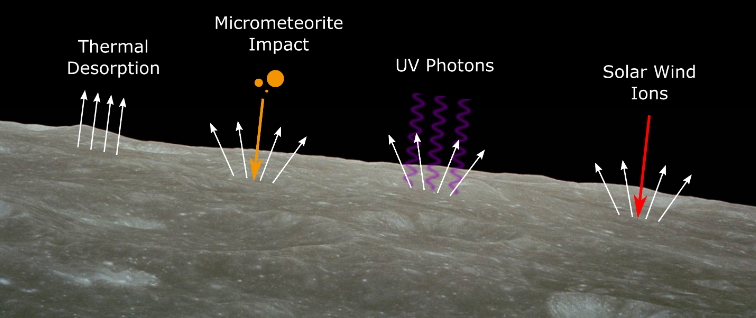 Thermal
Desorption
Micrometeorite
Impact
UV Photons
Solar Wind
Ions